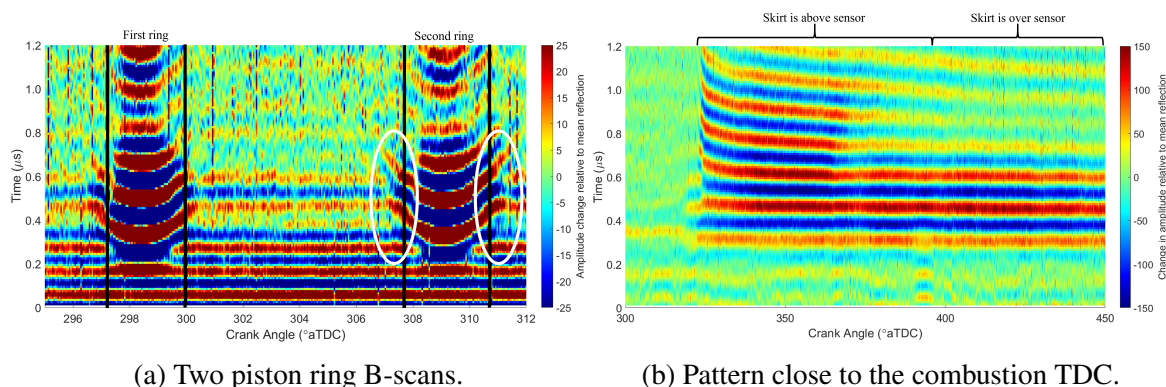 First ring
Second ring
1.2
1.0
0.8
0.6
0.4
0.2
0
Time (μs)
296 298 300 302 304 306 308 310 312
Crank Angle (°aTDC)
25
20
15
10
5
0
-5
-10
-15
-20
-25
Amplitude change relative to mean reflection
(a) Two piston ring B-scans.
Skirt is above sensor
Skirt is over sensor
1.2
1.0
0.8
0.6
0.4
0.2
0
Time (μs)
300 350 400 450
Crank Angle (°aTDC)
150
100
50
0
-50
-100
-150
Change in amplitude relative to mean reflection
(b) Pattern close to the combustion TDC.